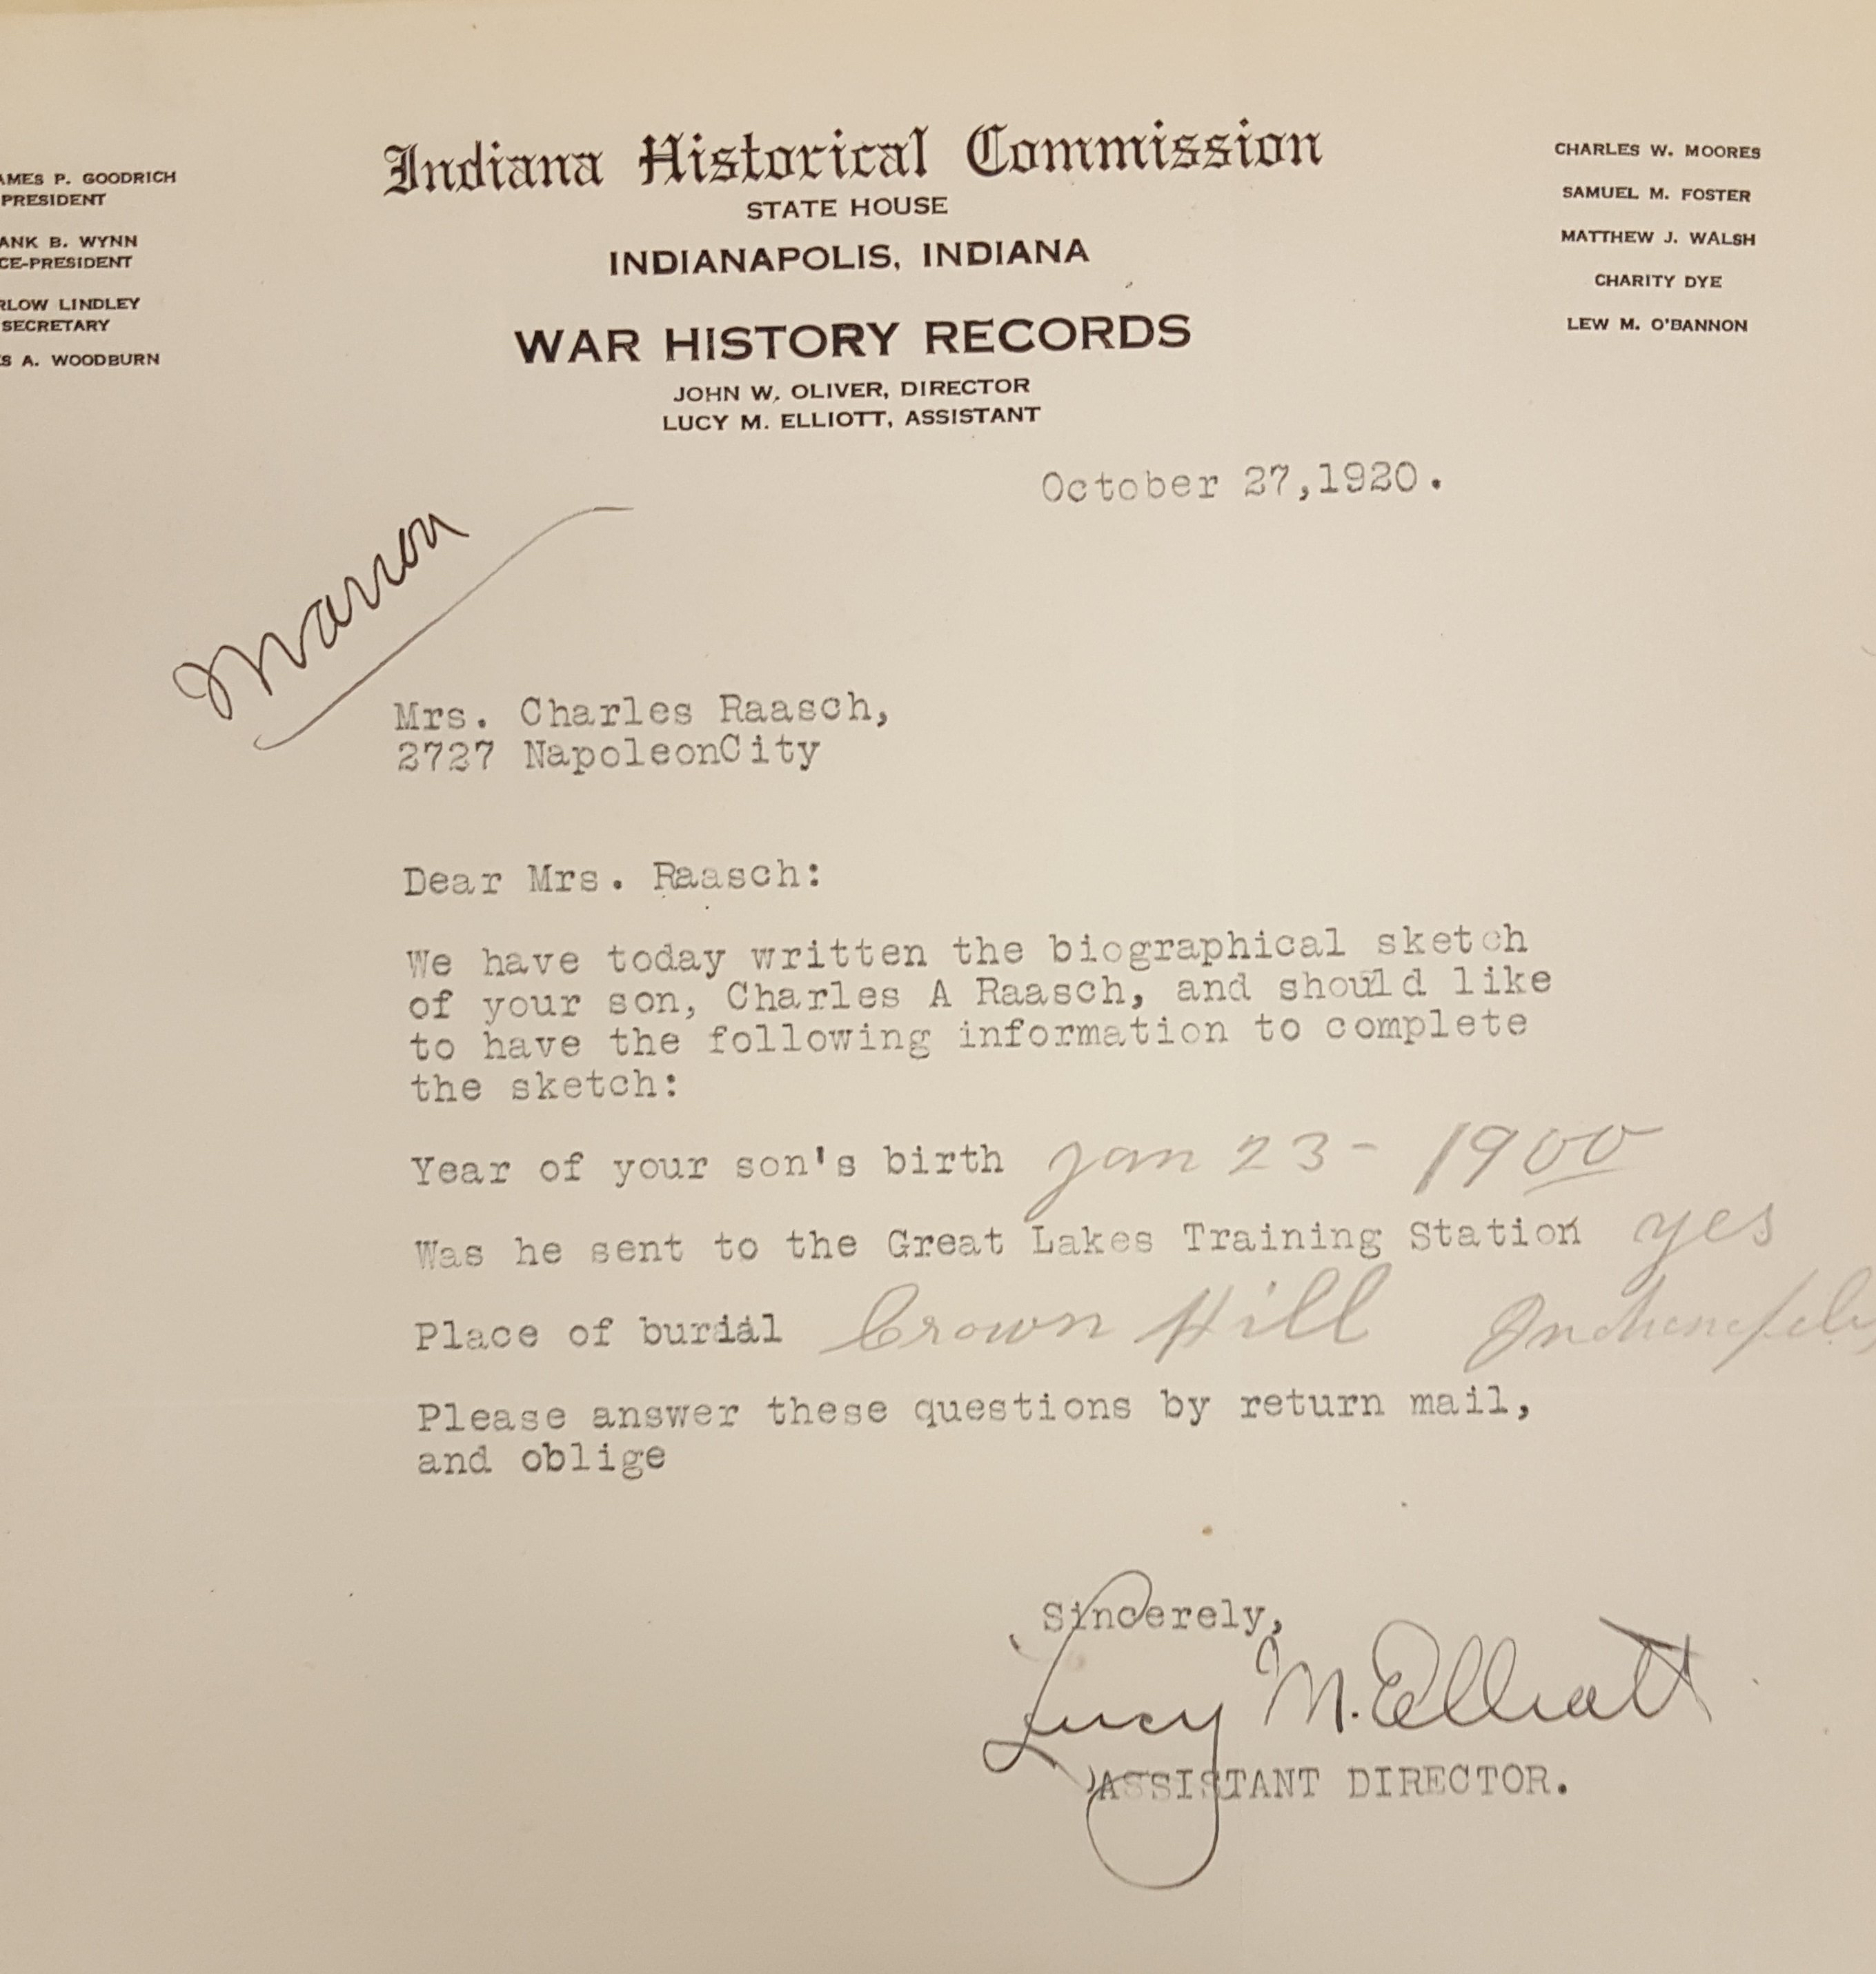 Indiana Historical Commission
STATE HOUSE
INDIANAPOLIS, INDIANA
WAR HISTORY RECORDS
JOHN W. OLIVER, DIRECTOR
LUCY M. ELLIOTT, ASSISTANT
AMES P. GOODRICH
PRESIDENT
ANK B. WYNN
CE-PRESIDENT
RLOW LINDLEY
SECRETARY
S A. WOODBURN
CHARLES W. MOORES
SAMUEL M. FOSTER
MATTHEW J. WALSH
CHARITY DYE
LEW M. O'BANNON
October 27,1920.
Marion
Mrs. Charles Raasch,
2727 NapoleonCity
Dear Mrs. Raasch:
We have today written the biographical sketch
of your son, Charles A Raasch, and should like
to have the following information to complete
the sketch:
Year of your son's birth Jan 23 - 1900
Was he sent to the Great Lakes Training Station yes
Place of burial Crown Hill
Please answer these questions by return mail,
and oblige
Sincerely,
Lucy M. Elliott
ASSISTANT DIRECTOR.